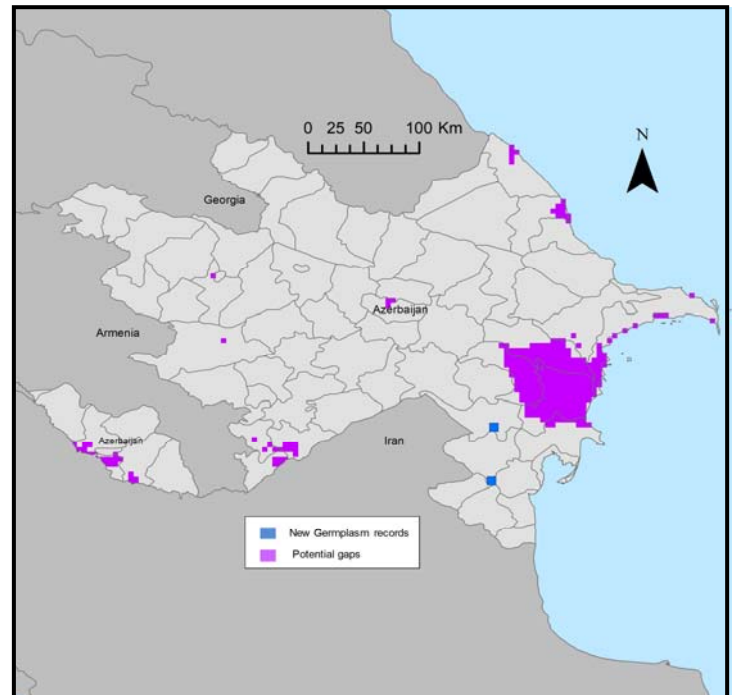 0 25 50 100 Km
N
Georgia
Azerbaijan
Armenia
Azerbaijan
Iran
New Germplasm records
Potential gaps